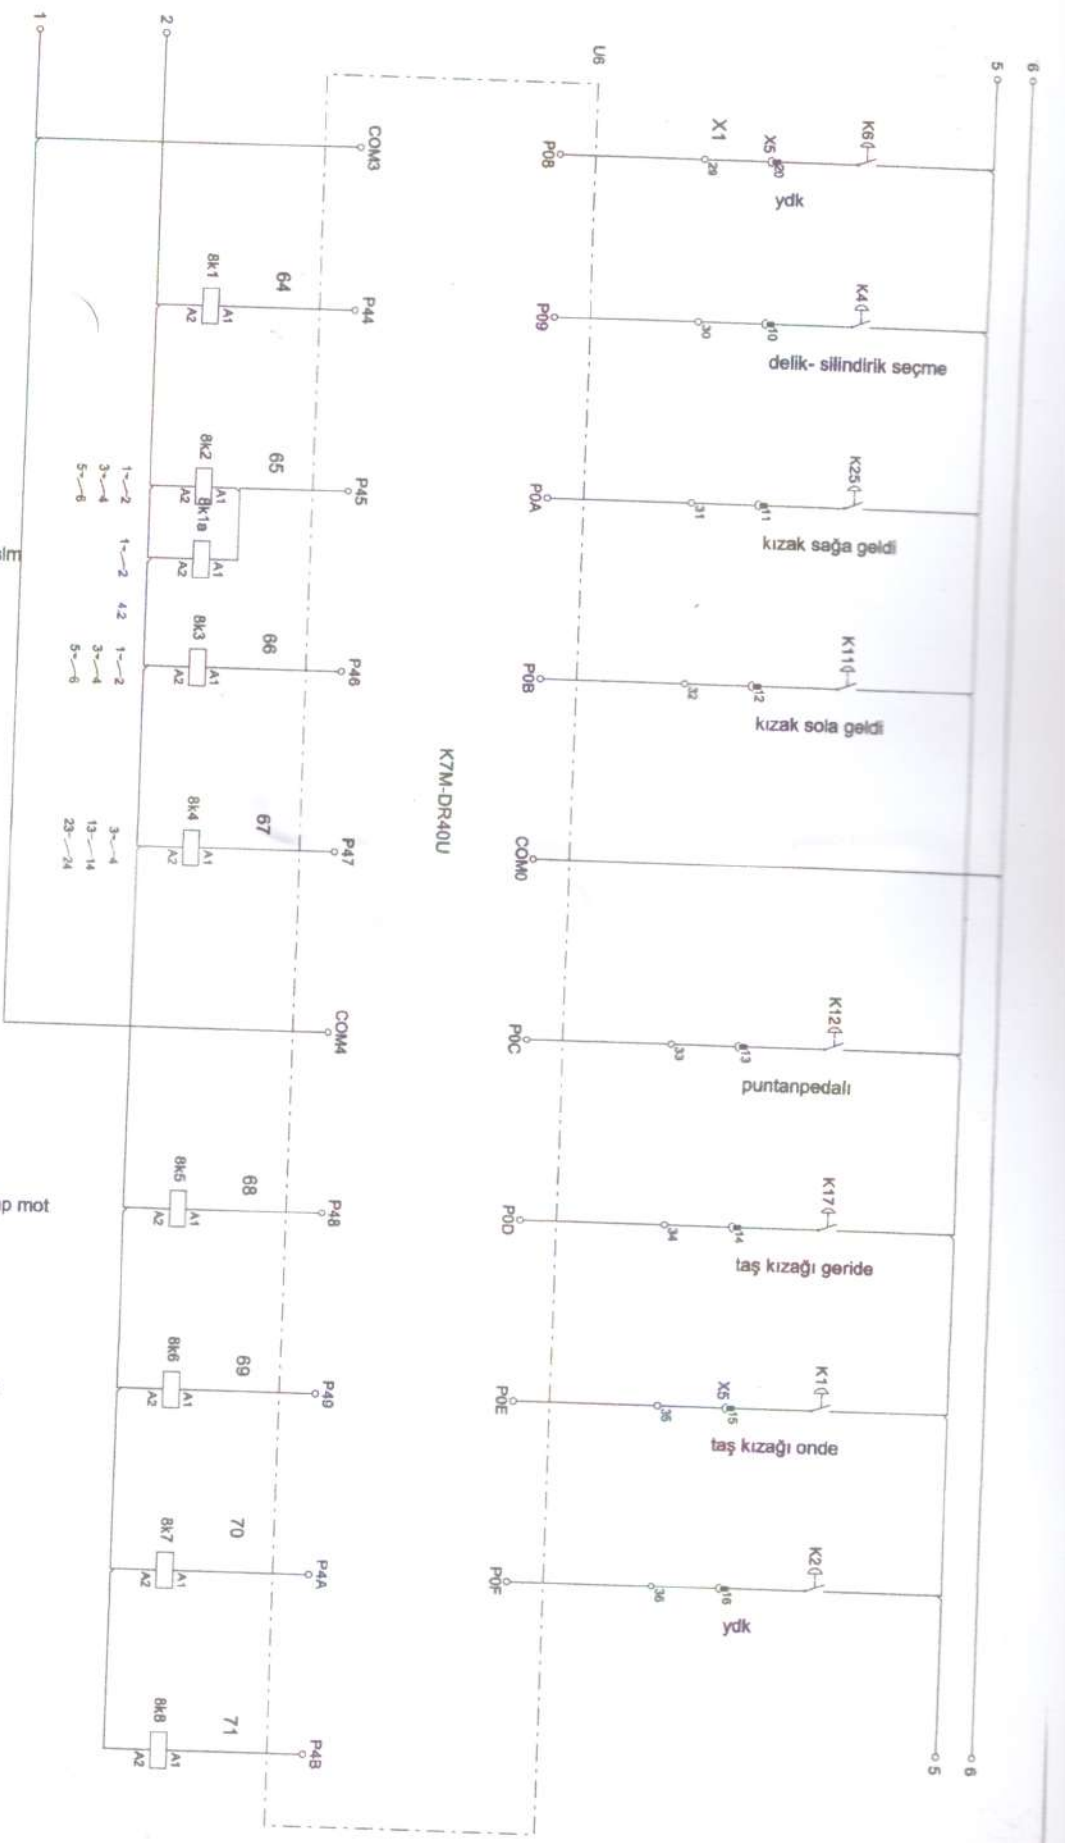 6
5
K6
K4
K25
K11
K12
K17
K1
K2
X5
20
10
11
12
13
14
X5
15
16
6
5
ydk
delik- silindirik seçme
kızak sağa geldi
kızak sola geldi
puntanpedalı
taş kızağı geride
taş kızağı onde
ydk
X1
29
30
31
32
33
34
35
36
U6
P08
P09
P0A
P0B
COM0
P0C
P0D
P0E
P0F
K7M-DR40U
COM3
P44
P45
P46
P47
COM4
P48
P49
P4A
P4B
64
65
66
67
68
69
70
71
8k1
A1
A2
8k2
A1
A2
8k1a
A1
A2
8k3
A1
A2
8k4
A1
A2
8k5
A1
A2
8k6
A1
A2
8k7
A1
A2
8k8
A1
A2
2
1
1 2
3 4
5 6
1 2
4.2
1 2
3 4
5 6
3 4
13 14
23 24
p mot